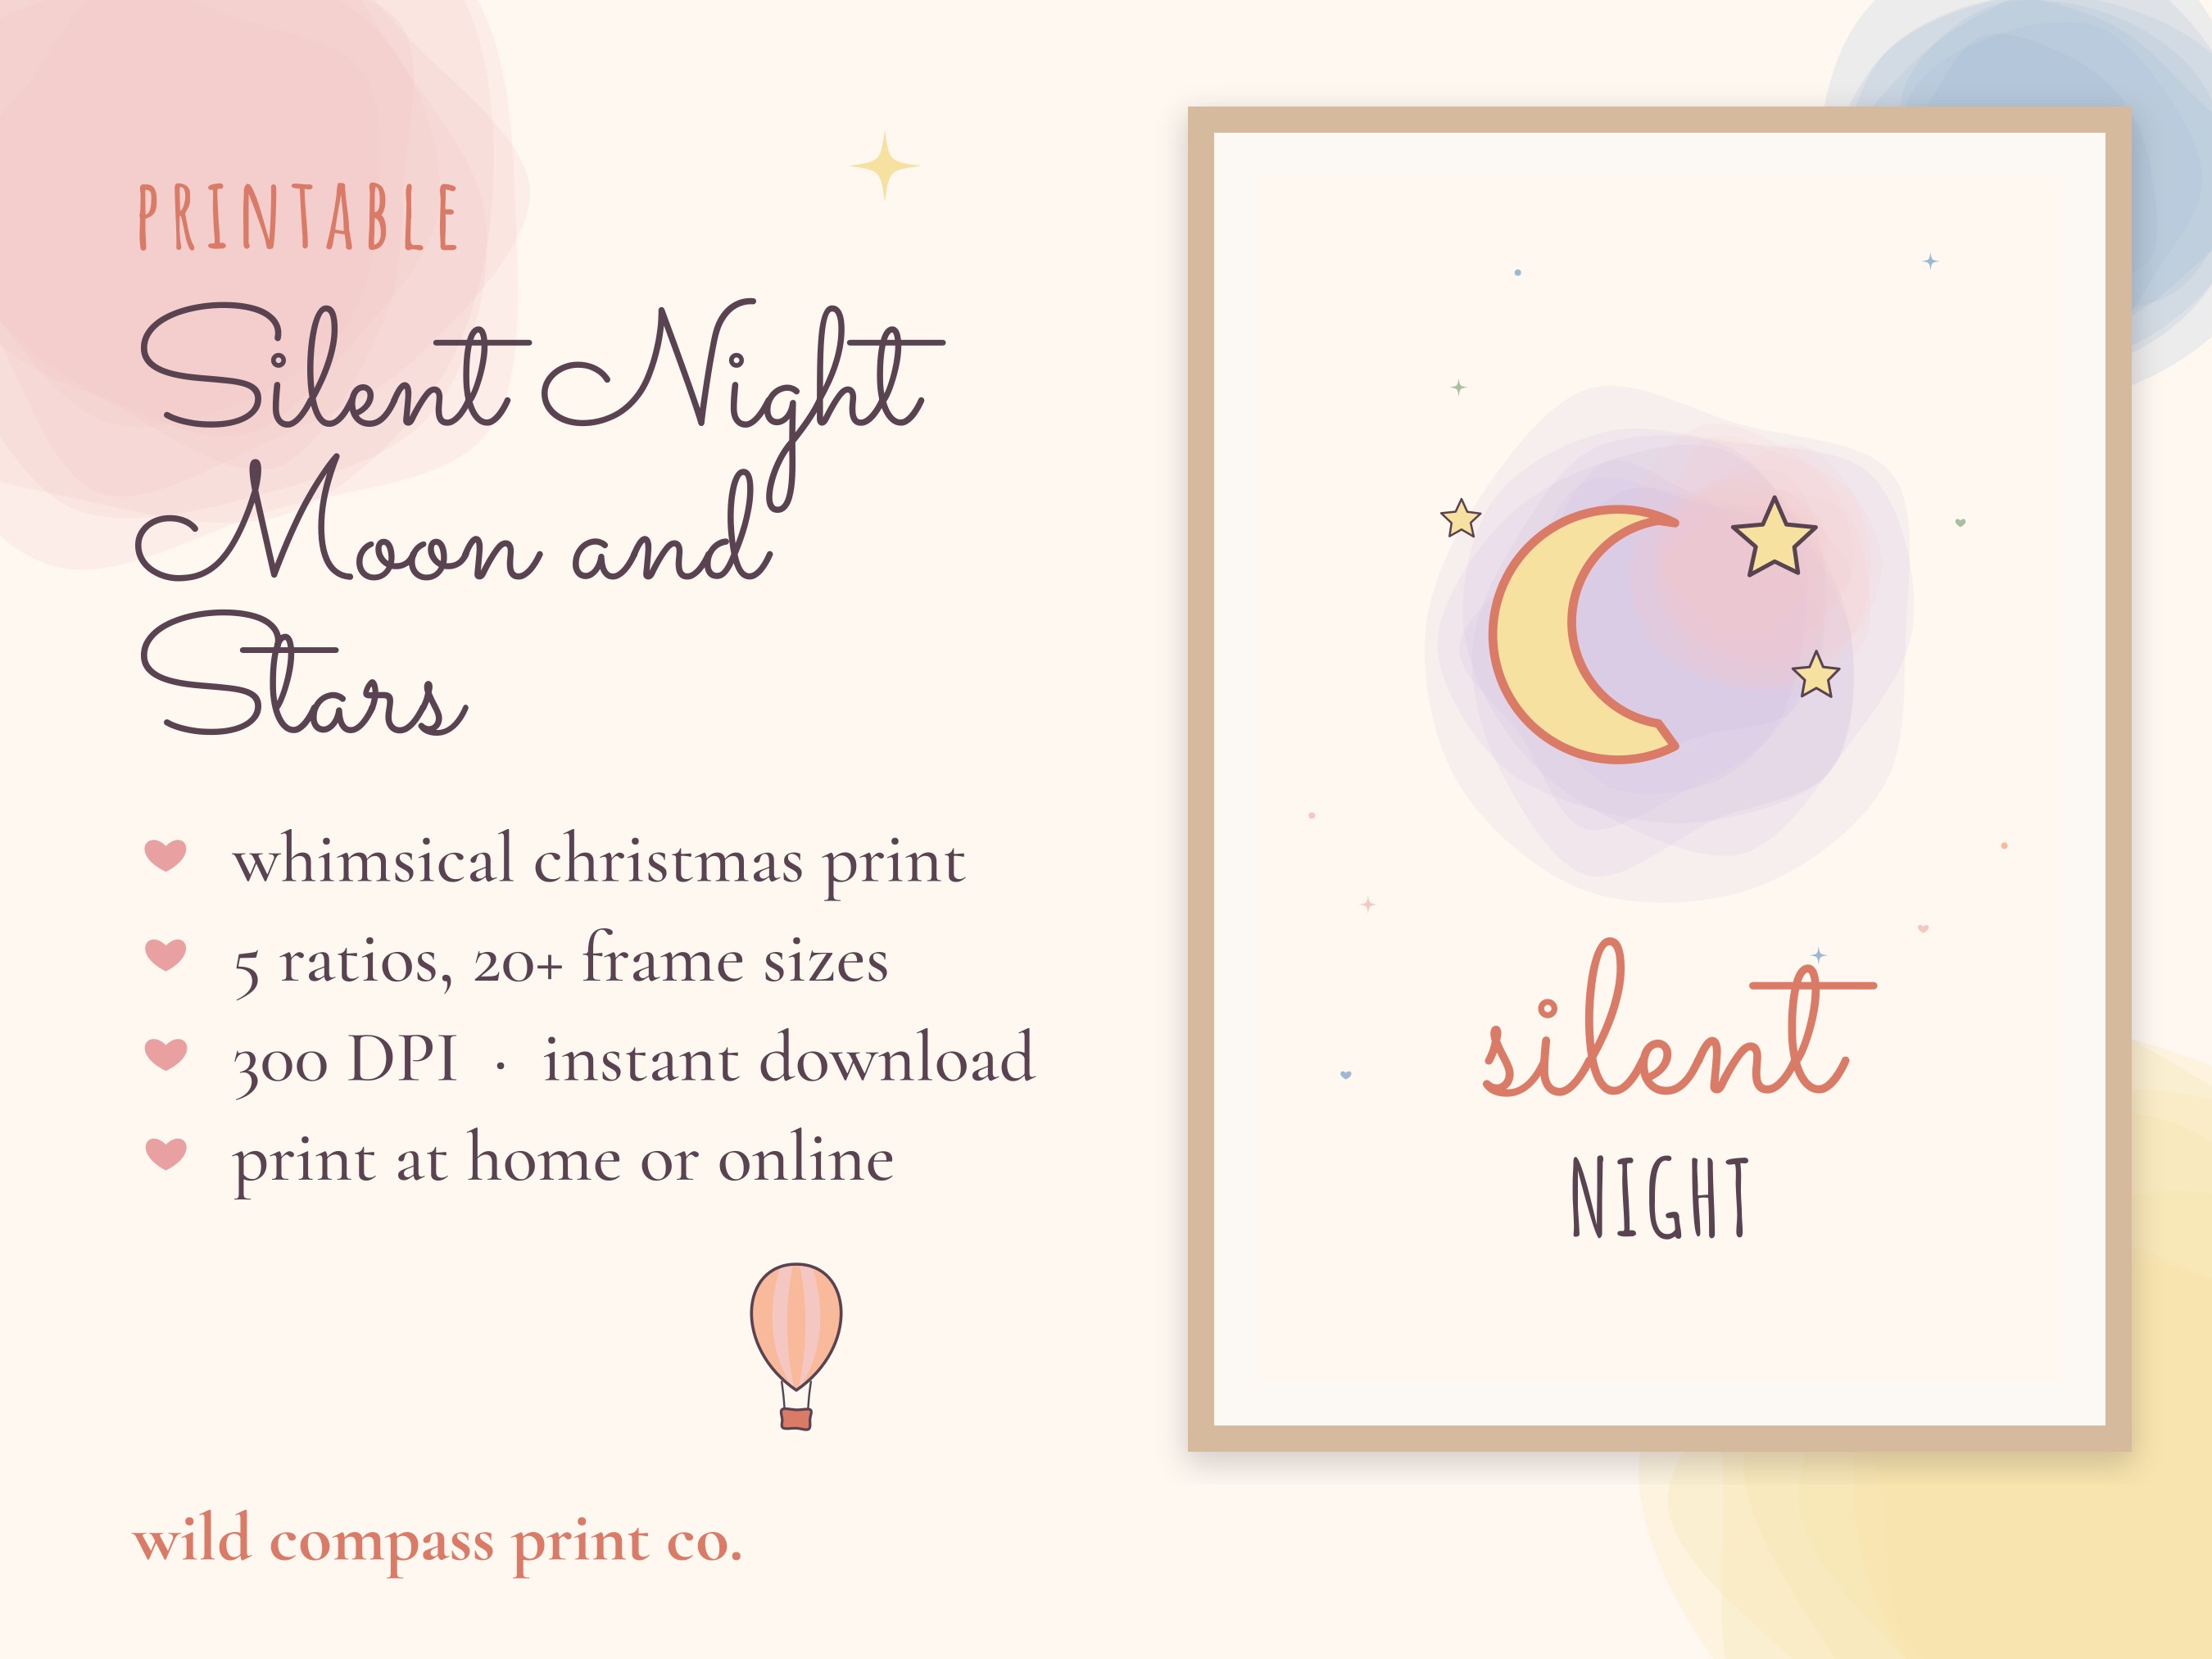 PRINTABLE
Silent Night
Moon and
Stars
whimsical christmas print
5 ratios, 20+ frame sizes
300 DPI · instant download
print at home or online
wild compass print co.
silent
NIGHT